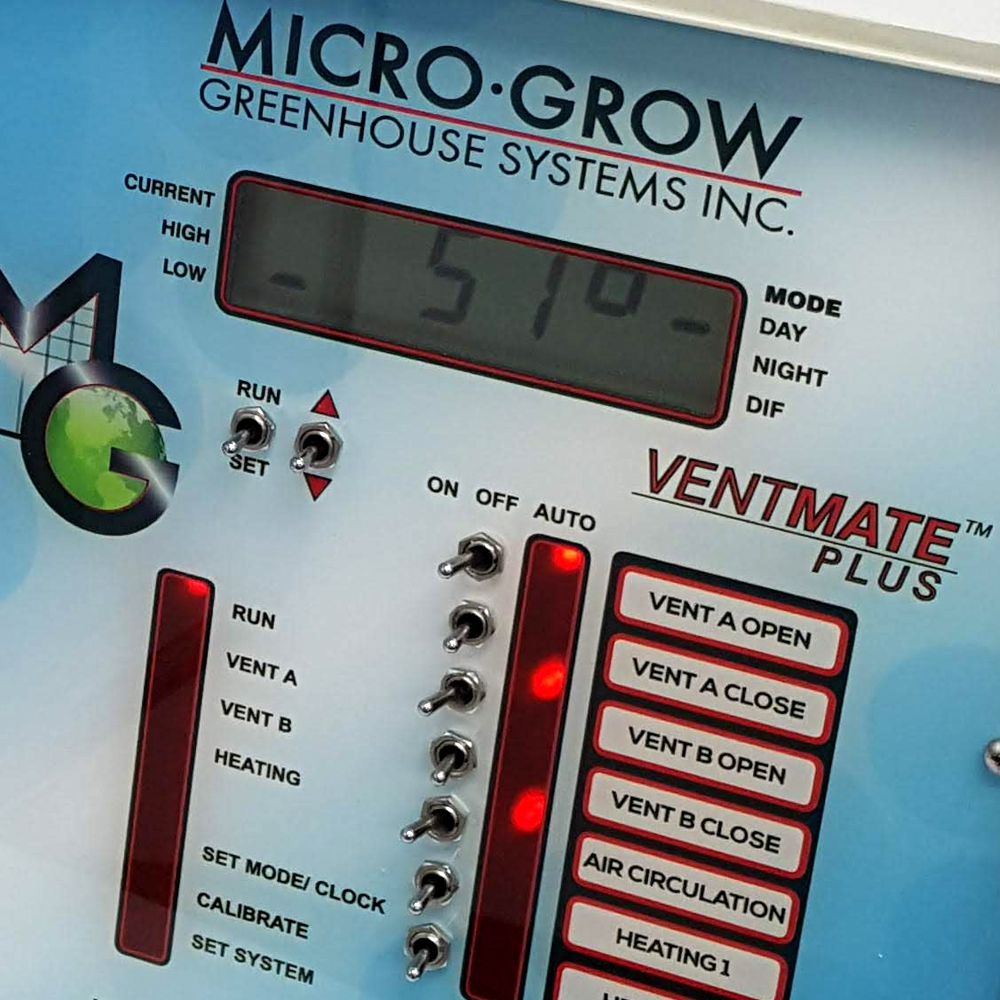 MICRO·GROW
GREENHOUSE SYSTEMS INC.
CURRENT
HIGH
LOW
- 51° -
MODE
DAY
NIGHT
DIF
MG
RUN
SET
ON OFF AUTO
VENTMATE™
PLUS
RUN
VENT A
VENT B
HEATING
SET MODE/ CLOCK
CALIBRATE
SET SYSTEM
VENT A OPEN
VENT A CLOSE
VENT B OPEN
VENT B CLOSE
AIR CIRCULATION
HEATING 1